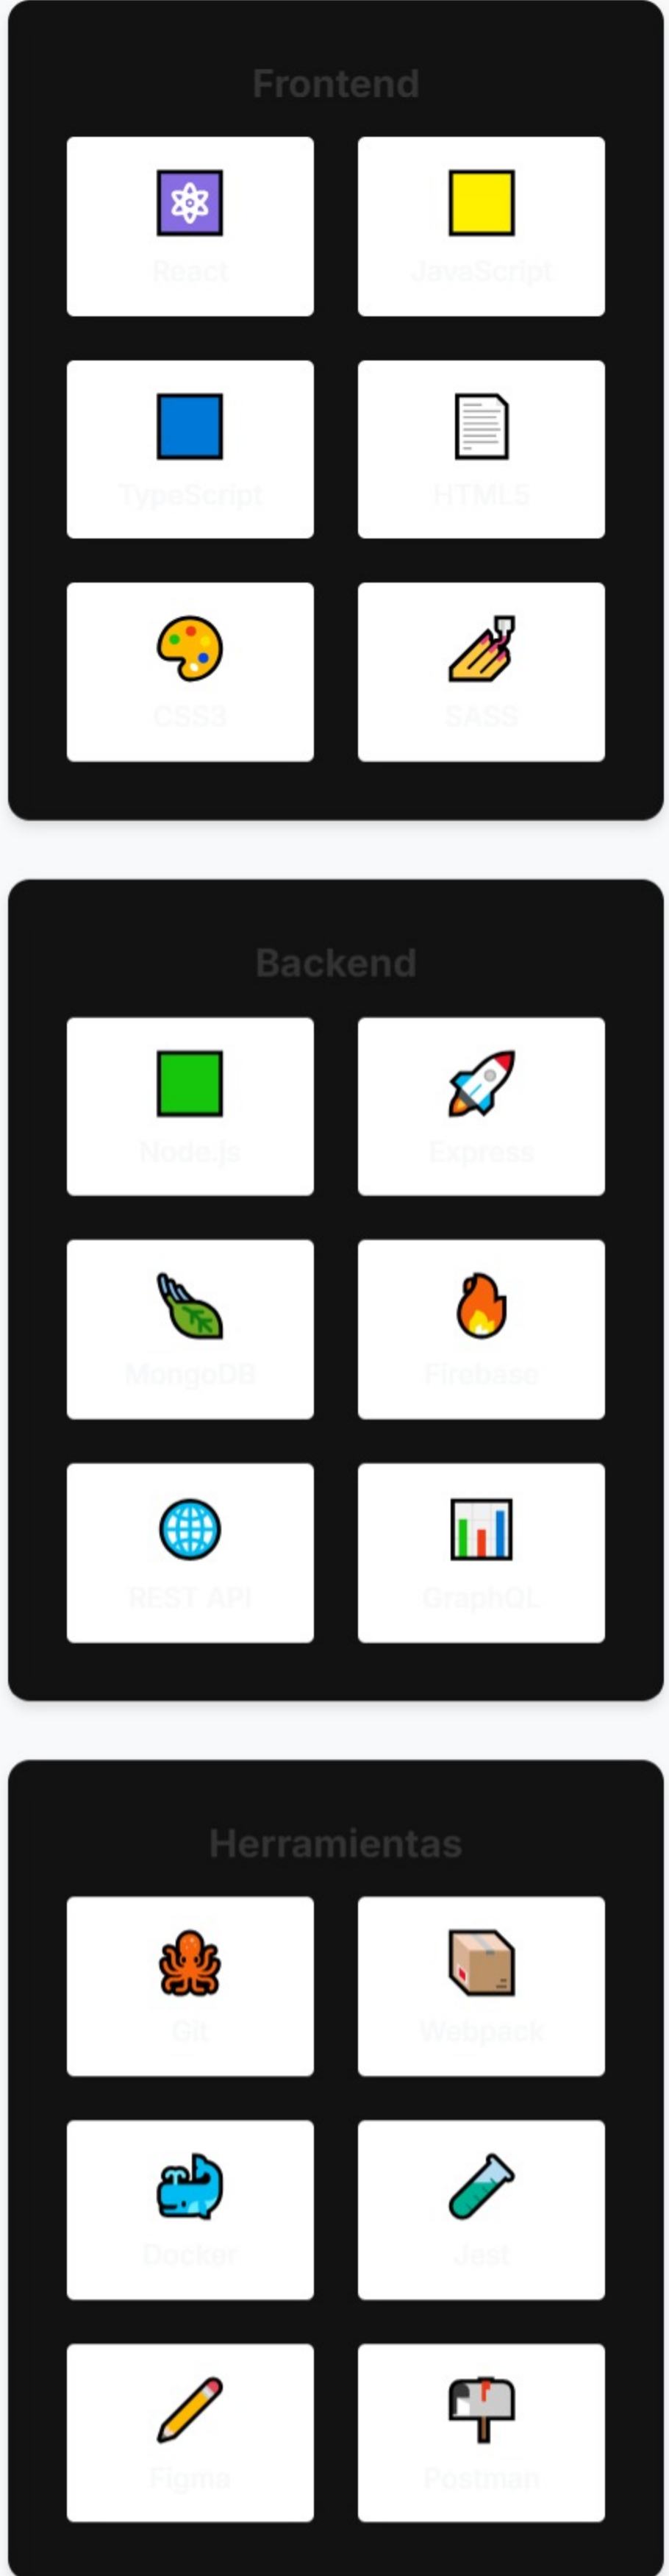 Frontend
React
JavaScript
TypeScript
HTML5
CSS3
SASS
Backend
Node.js
Express
MongoDB
Firebase
REST API
GraphQL
Herramientas
Git
Webpack
Docker
Jest
Figma
Postman